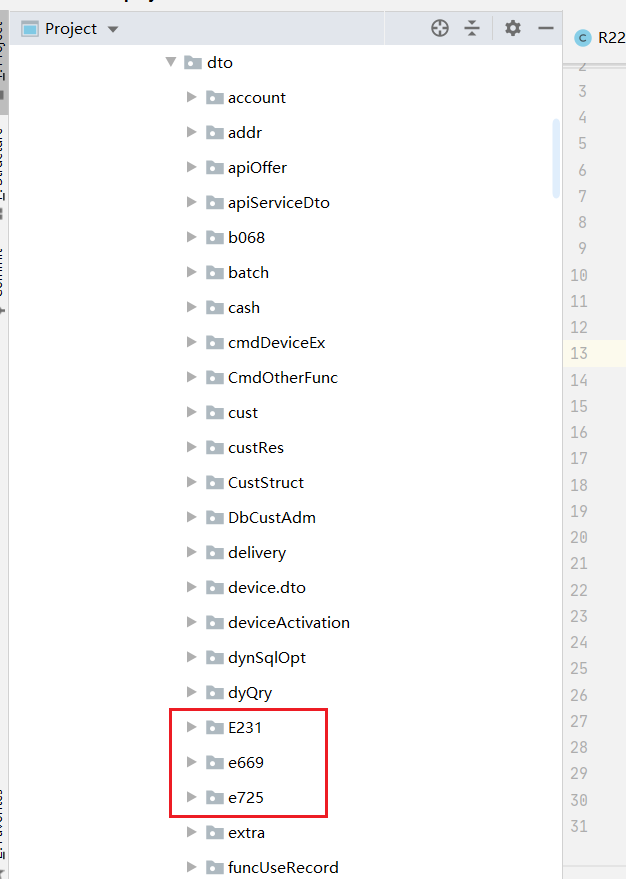 Project
R22
dto
account
addr
apiOffer
apiServiceDto
b068
batch
cash
cmdDeviceEx
CmdOtherFunc
cust
custRes
CustStruct
DbCustAdm
delivery
device.dto
deviceActivation
dynSqlOpt
dyQry
E231
e669
e725
extra
funcUseRecord
2
3
4
5
6
7
8
9
10
11
12
13
14
15
16
17
18
19
20
21
22
23
24
25
26
27
28
29
30
31